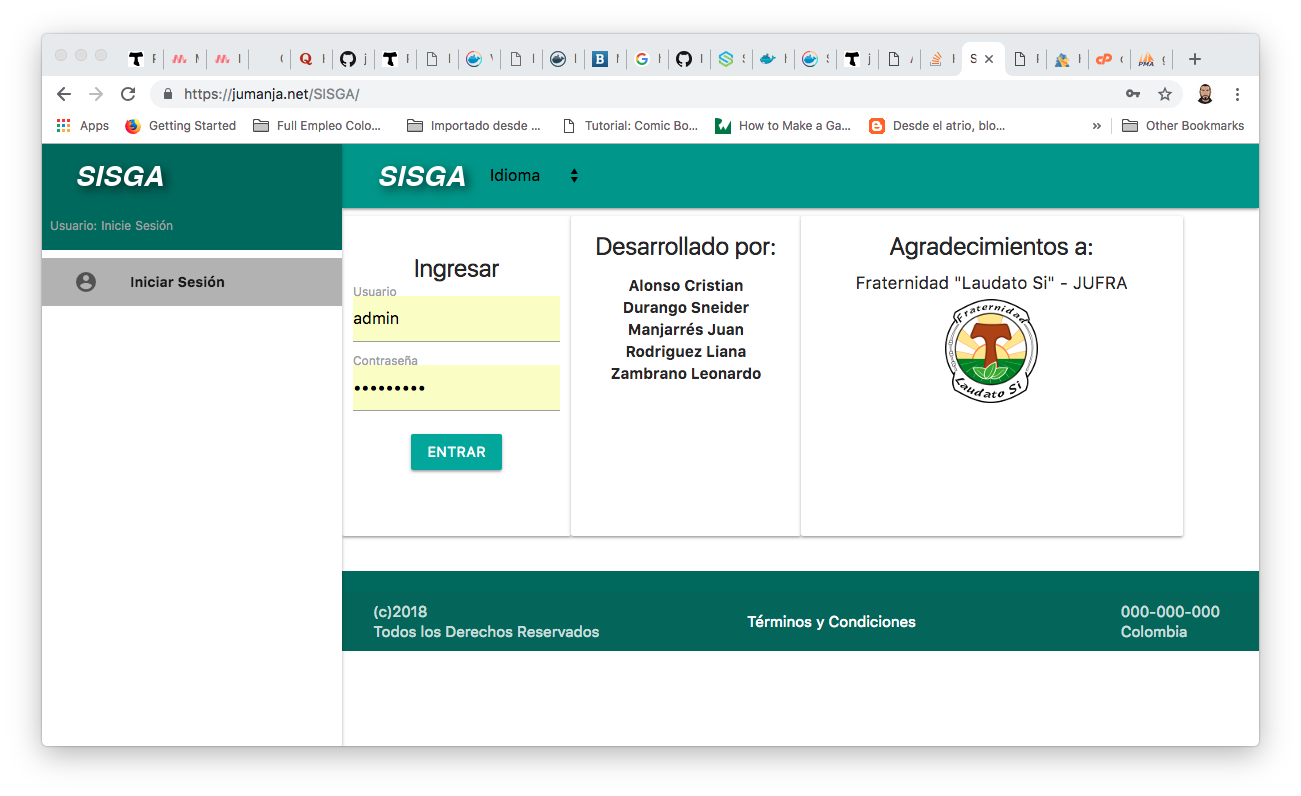 https://jumanja.net/SISGA/
Apps
Getting Started
Full Empleo Colo...
Importado desde ...
Tutorial: Comic Bo...
How to Make a Ga...
Desde el atrio, blo...
»
Other Bookmarks
SISGA
Usuario: Inicie Sesión
Iniciar Sesión
SISGA
Idioma
Ingresar
Usuario
admin
Contraseña
•••••••••
ENTRAR
Desarrollado por:
Alonso Cristian
Durango Sneider
Manjarrés Juan
Rodriguez Liana
Zambrano Leonardo
Agradecimientos a:
Fraternidad "Laudato Si" - JUFRA
Fraternidad
Laudato Si
(c)2018
Todos los Derechos Reservados
Términos y Condiciones
000-000-000
Colombia